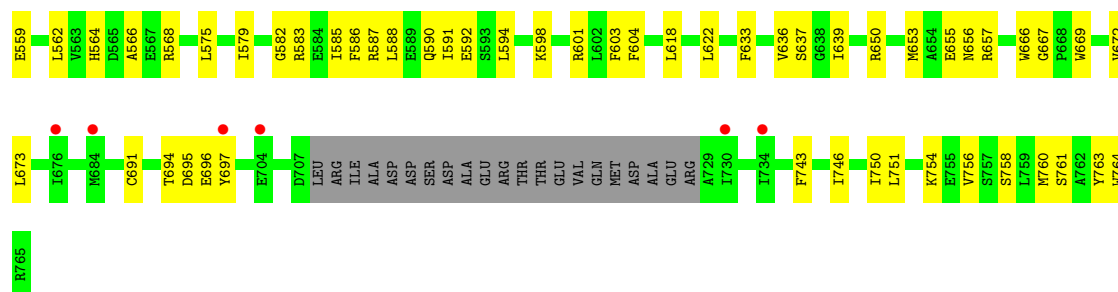 E559 L562 V563 H564 D565 A566 E567 R568 L575 I579 G582 R583 E584 I585 F586 R587 L588 E589 Q590 I591 E592 S593 L594 K598 R601 L602 F603 F604 L618 L622 F633 V636 S637 G638 I639 R650 M653 A654 E655 N656 R657 W666 G667 P668 W669 V672
L673 I676 M684 C691 T694 D695 E696 Y697 E704 D707 LEU ARG ILE ALA ASP ASP SER ASP ALA GLU ARG THR THR GLU VAL GLN MET ASP ALA GLU ARG A729 I730 I734 F743 I746 I750 L751 K754 E755 V756 S757 S758 L759 M760 S761 A762 Y763 W764
R765